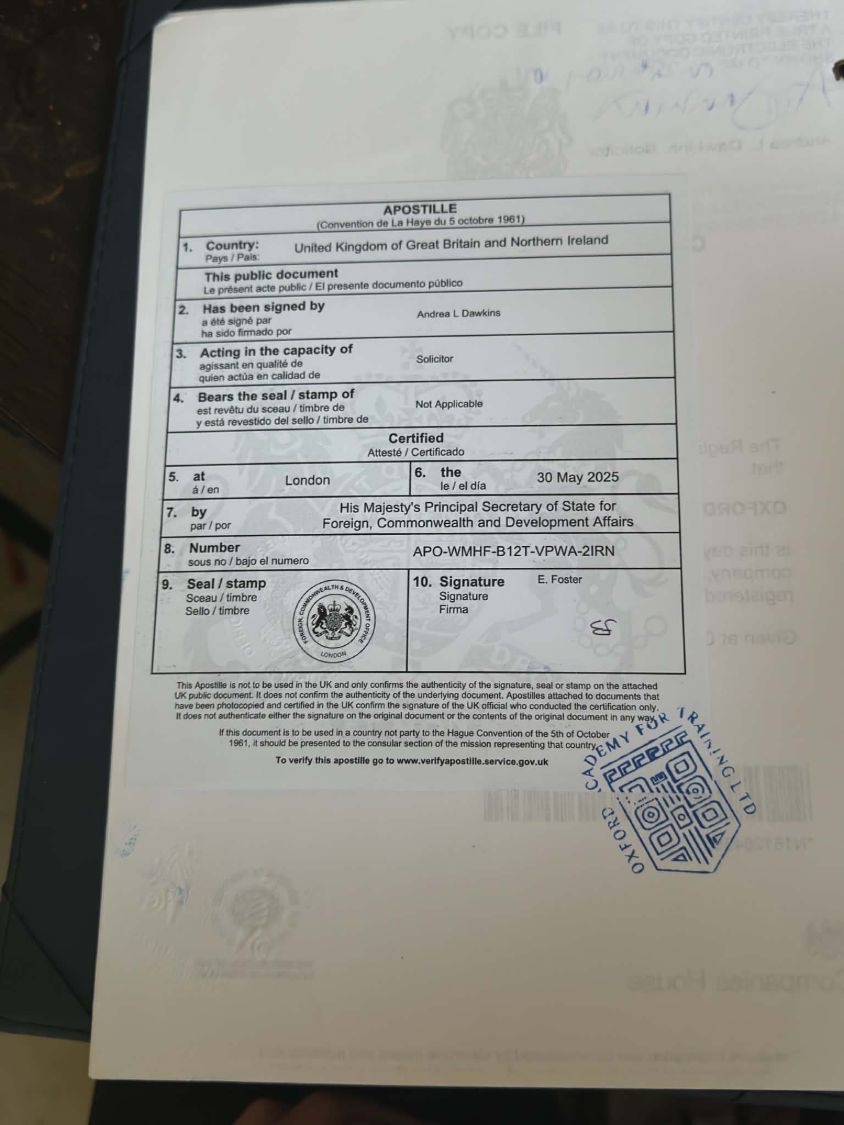 FILE COPY
APOSTILLE
(Convention de La Haye du 5 octobre 1961)
1. Country: United Kingdom of Great Britain and Northern Ireland
Pays / Pais:
This public document
Le présent acte public / El presente documento público
2. Has been signed by Andrea L Dawkins
a été signé par
ha sido firmado por
3. Acting in the capacity of Solicitor
agissant en qualité de
quien actúa en calidad de
4. Bears the seal / stamp of Not Applicable
est revêtu du sceau / timbre de
y está revestido del sello / timbre de
Certified
Attesté / Certificado
5. at London
á / en
6. the 30 May 2025
le / el día
7. by His Majesty's Principal Secretary of State for
par / por Foreign, Commonwealth and Development Affairs
8. Number APO-WMHF-B12T-VPWA-2IRN
sous no / bajo el numero
9. Seal / stamp
Sceau / timbre
Sello / timbre
FOREIGN, COMMONWEALTH & DEVELOPMENT OFFICE
LONDON
10. Signature E. Foster
Signature
Firma
This Apostille is not to be used in the UK and only confirms the authenticity of the signature, seal or stamp on the attached
UK public document. It does not confirm the authenticity of the underlying document. Apostilles attached to documents that
have been photocopied and certified in the UK confirm the signature of the UK official who conducted the certification only.
It does not authenticate either the signature on the original document or the contents of the original document in any way.
If this document is to be used in a country not party to the Hague Convention of the 5th of October
1961, it should be presented to the consular section of the mission representing that country.
To verify this apostille go to www.verifyapostille.service.gov.uk
OXFORD ACADEMY FOR TRAINING LTD
Companies House